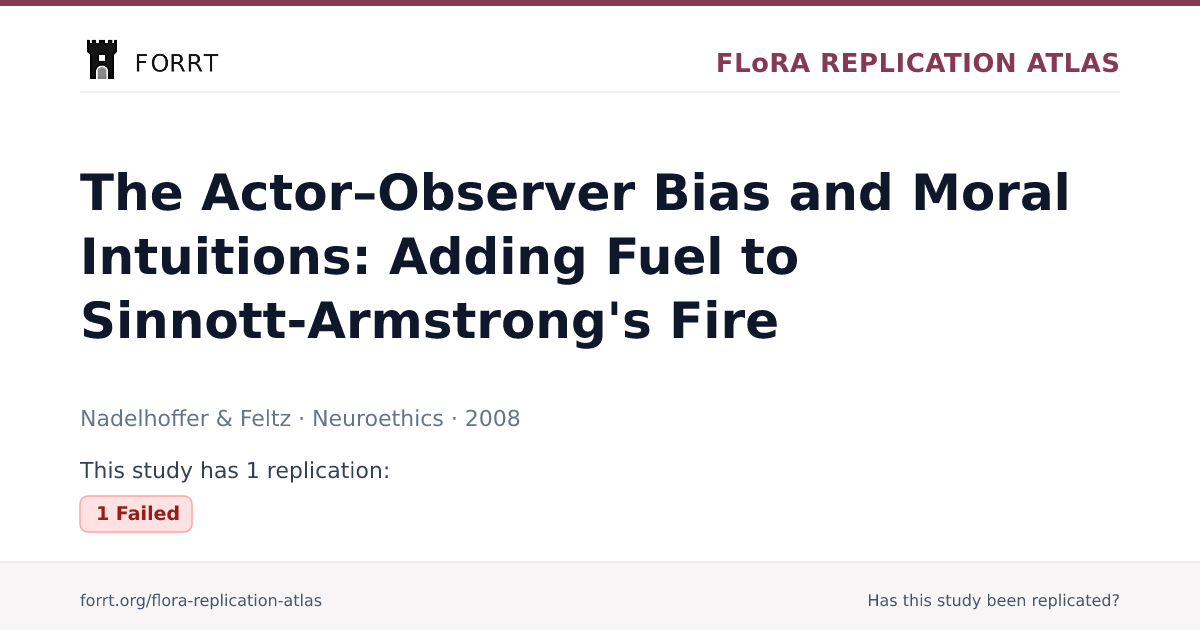 FORRT
FLoRA REPLICATION ATLAS
The Actor–Observer Bias and Moral
Intuitions: Adding Fuel to
Sinnott-Armstrong's Fire
Nadelhoffer & Feltz · Neuroethics · 2008
This study has 1 replication:
1 Failed
forrt.org/flora-replication-atlas
Has this study been replicated?